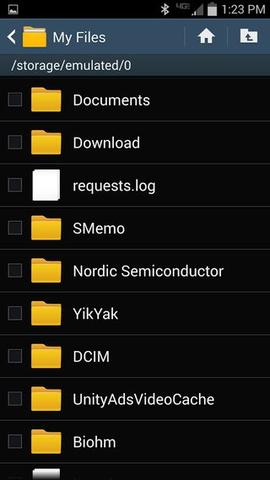 4G LTE 1:23 PM
My Files
/storage/emulated/0
Documents
Download
requests.log
SMemo
Nordic Semiconductor
YikYak
DCIM
UnityAdsVideoCache
Biohm